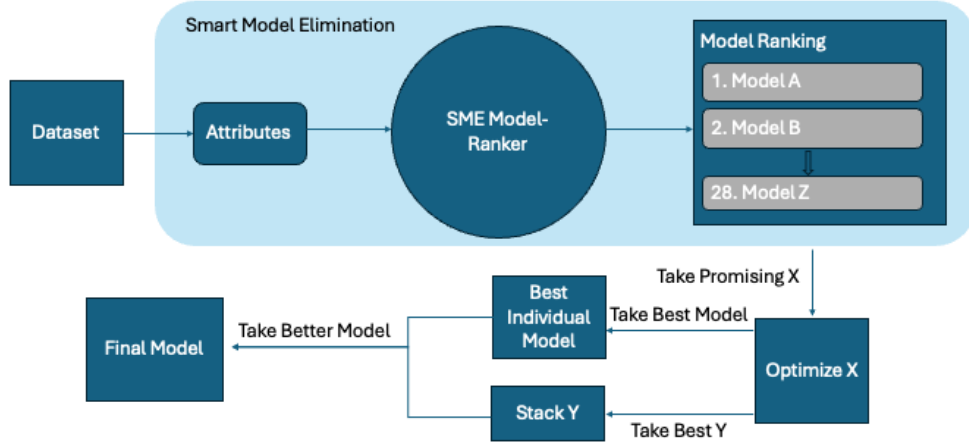 Smart Model Elimination
Dataset
Attributes
SME Model-
Ranker
Model Ranking
1. Model A
2. Model B
28. Model Z
Take Promising X
Optimize X
Take Best Model
Best
Individual
Model
Take Best Y
Stack Y
Take Better Model
Final Model